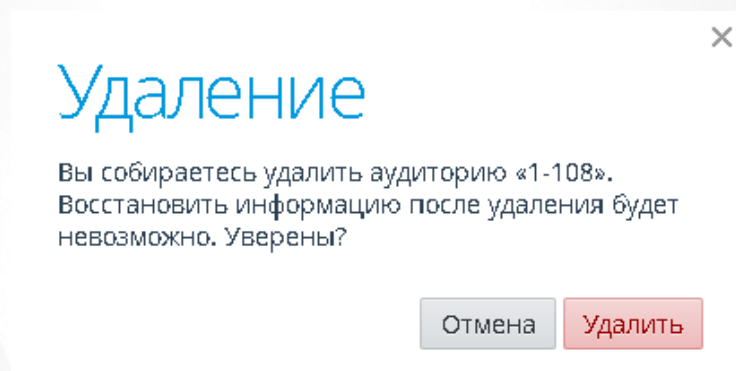 Удаление
Вы собираетесь удалить аудиторию «1-108».
Восстановить информацию после удаления будет
невозможно. Уверены?
Отмена
Удалить